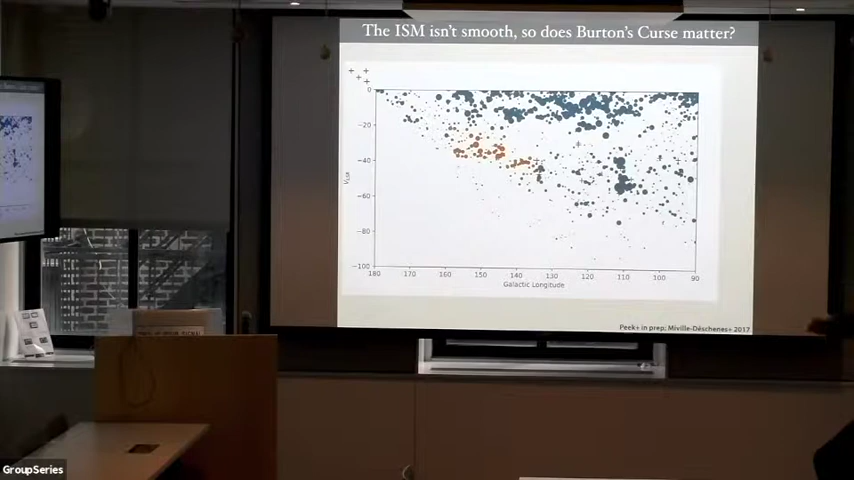 The ISM isn't smooth, so does Burton's Curse matter?
0
−20
−40
−60
−80
−100
180 170 160 150 140 130 120 110 100 90
Galactic Longitude
Peek+ in prep; Miville-Deschenes+ 2017
GroupSeries